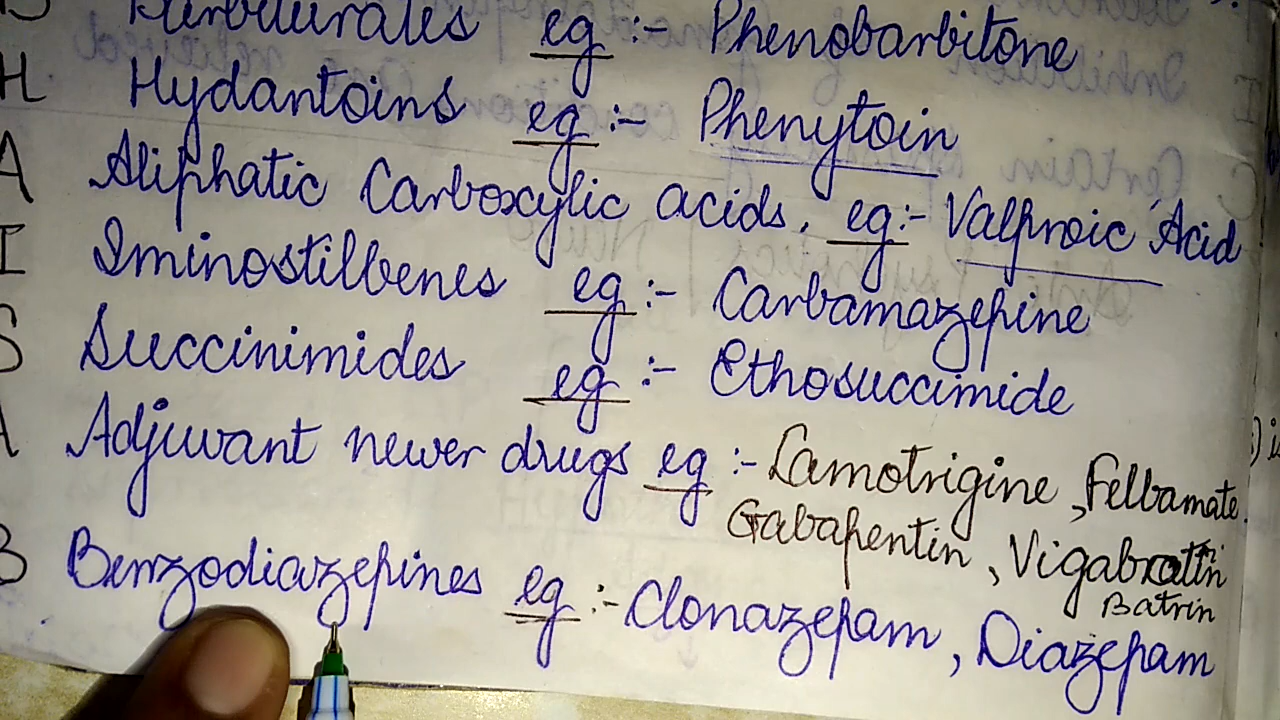 B Barbiturates eg :- Phenobarbitone
H Hydantoins eg :- Phenytoin
A Aliphatic Carboxylic acids. eg:- Valproic Acid
I Iminostilbenes eg :- Carbamazepine
S Succinimides eg :- Ethosuccimide
A Adjuvant newer drugs eg :- Lamotrigine, Felbamate
Gabapentin, Vigabratin
Batrin
B Benzodiazepines eg :- Clonazepam, Diazepam